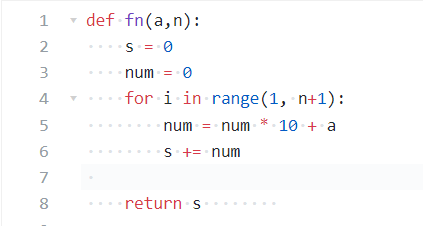 1 def fn(a,n):
2     s = 0
3     num = 0
4     for i in range(1, n+1):
5         num = num * 10 + a
6         s += num
7
8     return s